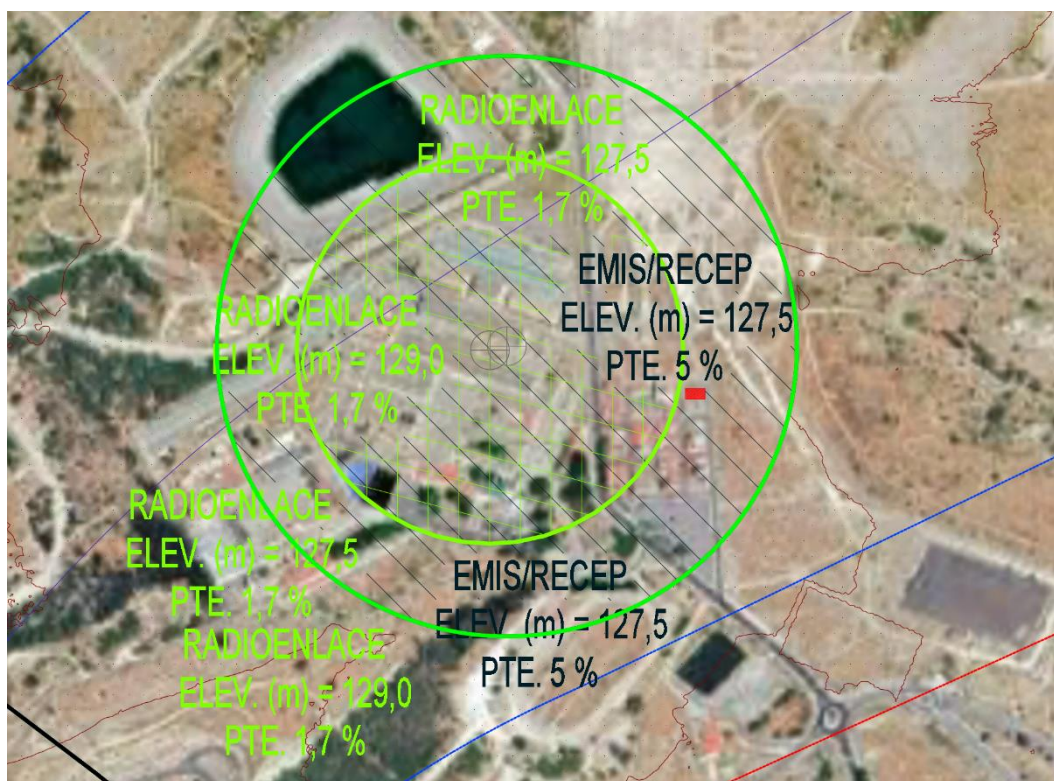 RADIOENLACE
ELEV. (m) = 127,5
PTE. 1,7 %
EMIS/RECEP
ELEV. (m) = 127,5
PTE. 5 %
RADIOENLACE
ELEV. (m) = 129,0
PTE. 1,7 %
RADIOENLACE
ELEV. (m) = 127,5
PTE. 1,7 %
EMIS/RECEP
ELEV. (m) = 127,5
PTE. 5 %
RADIOENLACE
ELEV. (m) = 129,0
PTE. 1,7 %